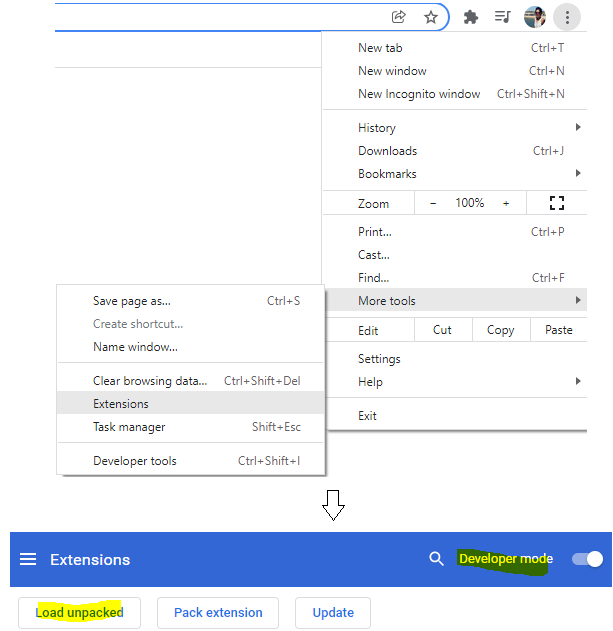 New tab Ctrl+T
New window Ctrl+N
New Incognito window Ctrl+Shift+N
History
Downloads Ctrl+J
Bookmarks
Zoom − 100% +
Print... Ctrl+P
Cast...
Find... Ctrl+F
More tools
Edit Cut Copy Paste
Settings
Help
Exit
Save page as... Ctrl+S
Create shortcut...
Name window...
Clear browsing data... Ctrl+Shift+Del
Extensions
Task manager Shift+Esc
Developer tools Ctrl+Shift+I
Extensions Developer mode
Load unpacked Pack extension Update